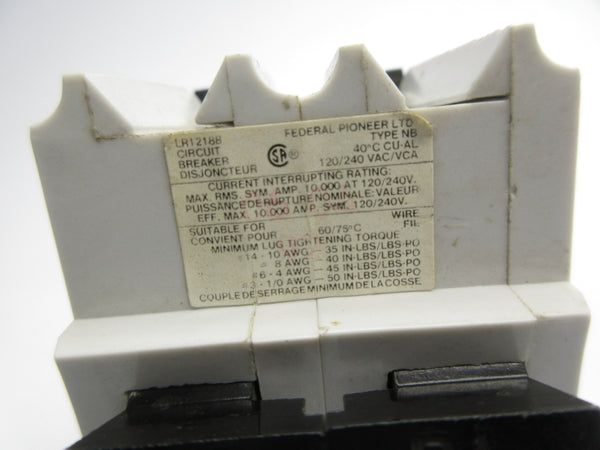 FEDERAL PIONEER LTD.
LR12188 TYPE NB
CIRCUIT 40°C CU-AL
BREAKER SA ® 120/240 VAC/VCA
DISJONCTEUR
CURRENT INTERRUPTING RATING:
MAX. RMS. SYM. AMP. 10,000 AT 120/240V.
PUISSANCE DE RUPTURE NOMINALE: VALEUR
EFF. MAX. 10,000 AMP. SYM. 120/240V.
SUITABLE FOR 60/75°C WIRE
CONVIENT POUR FIL
MINIMUM LUG TIGHTENING TORQUE
#14 - 10 AWG — 35 IN-LBS/LBS-PO
# 8 AWG — 40 IN-LBS/LBS-PO
#6 - 4 AWG — 45 IN-LBS/LBS-PO
#3 - 1/0 AWG — 50 IN-LBS/LBS-PO
COUPLE DE SERRAGE MINIMUM DE LA COSSE